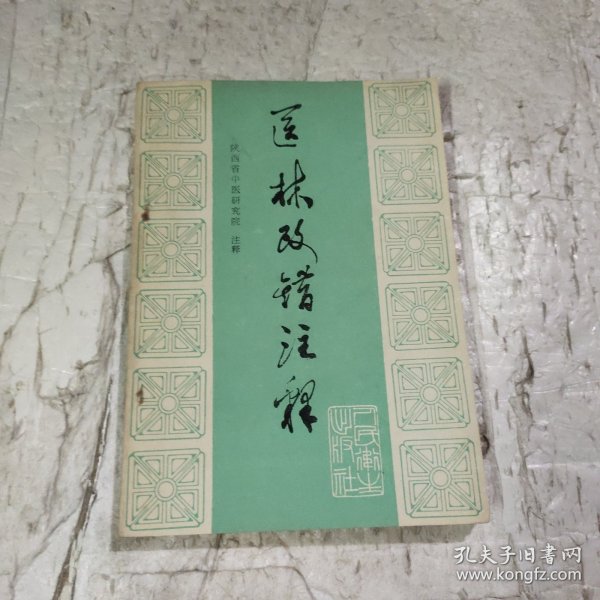 医林改错注释
陕西省中医研究院 注释
人民卫生
出版社
孔夫子旧书网
www.kongfz.com